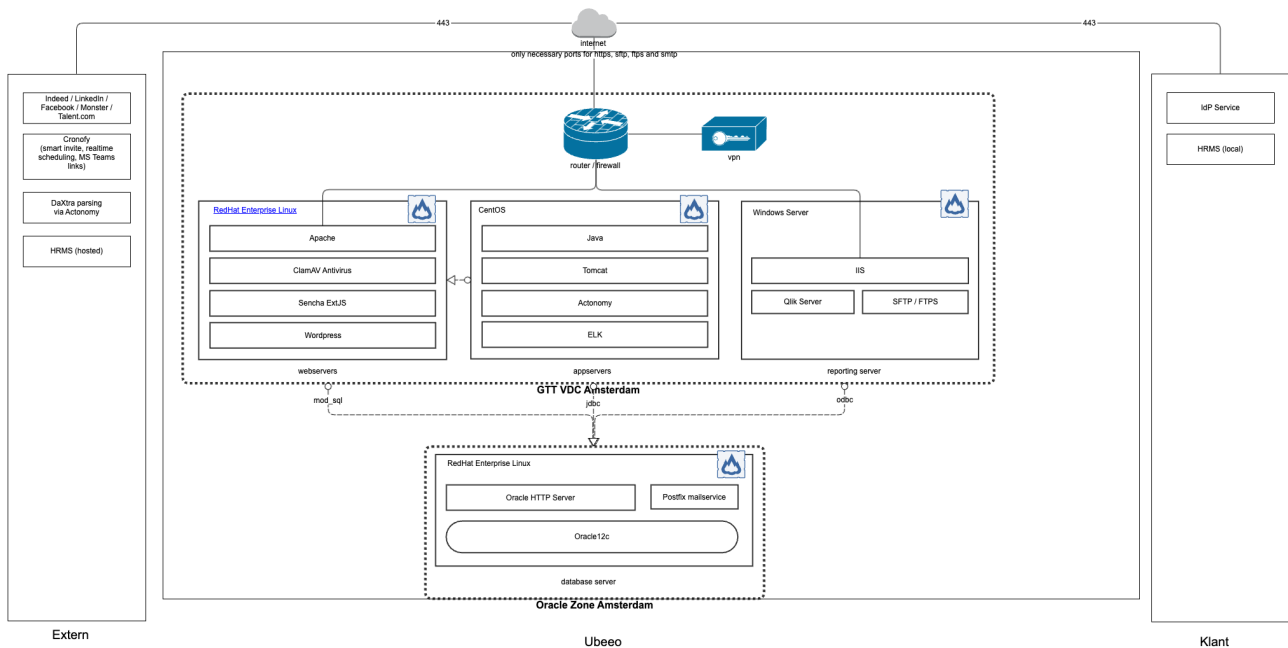 443
443
internet
only necessary ports for https, sftp, ftps and smtp
Indeed / LinkedIn /
Facebook / Monster /
Talent.com
Cronofy
(smart invite, realtime
scheduling, MS Teams
links)
DaXtra parsing
via Actonomy
HRMS (hosted)
Extern
router / firewall
vpn
RedHat Enterprise Linux
Apache
ClamAV Antivirus
Sencha ExtJS
Wordpress
webservers
CentOS
Java
Tomcat
Actonomy
ELK
appservers
Windows Server
IIS
Qlik Server
SFTP / FTPS
reporting server
GTT VDC Amsterdam
mod_sql
jdbc
odbc
RedHat Enterprise Linux
Oracle HTTP Server
Postfix mailservice
Oracle12c
database server
Oracle Zone Amsterdam
Ubeeo
IdP Service
HRMS (local)
Klant